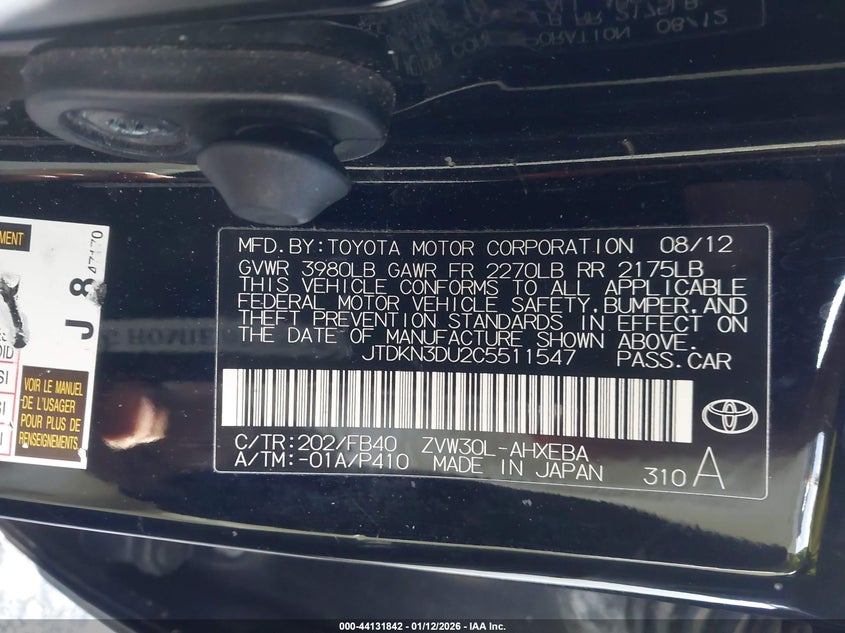 MFD. BY: TOYOTA MOTOR CORPORATION 08/12
GVWR 3980LB GAWR FR 2270LB RR 2175LB
THIS VEHICLE CONFORMS TO ALL APPLICABLE
FEDERAL MOTOR VEHICLE SAFETY, BUMPER, AND
THEFT PREVENTION STANDARDS IN EFFECT ON
THE DATE OF MANUFACTURE SHOWN ABOVE.
JTDKN3DU2C5511547 PASS. CAR
C/TR: 202/FB40 ZVW30L-AHXEBA
A/TM: -01A/P410 MADE IN JAPAN 310 A
J 8 47170
VOIR LE MANUEL
DE L'USAGER
POUR PLUS DE
RENSEIGNEMENTS
000-44131842 - 01/12/2026 - IAA Inc.